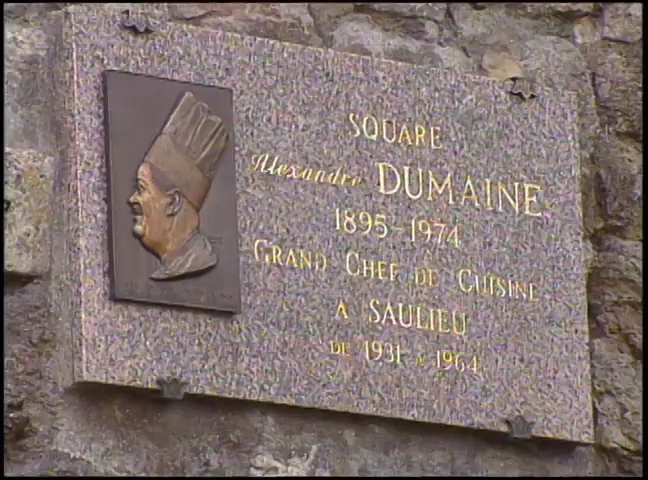 SQUARE
Alexandre DUMAINE
1895-1974
GRAND CHEF DE CUISINE
A SAULIEU
DE 1931 A 1964